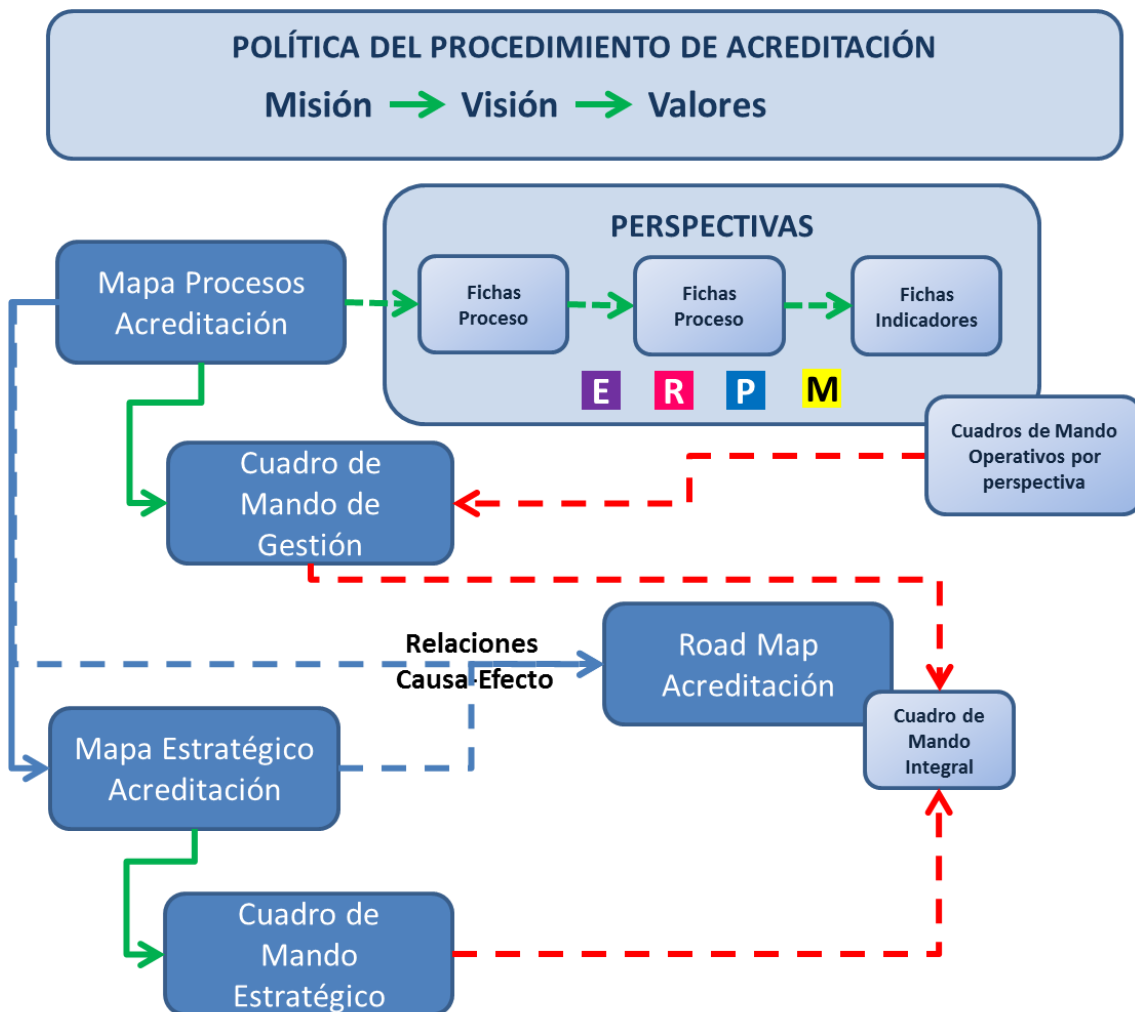 POLÍTICA DEL PROCEDIMIENTO DE ACREDITACIÓN
Misión Visión Valores
PERSPECTIVAS
Mapa Procesos
Acreditación
Fichas
Proceso
Fichas
Proceso
Fichas
Indicadores
E R P M
Cuadros de Mando
Operativos por
perspectiva
Cuadro de
Mando de
Gestión
Relaciones
Causa-Efecto
Road Map
Acreditación
Cuadro de
Mando
Integral
Mapa Estratégico
Acreditación
Cuadro de
Mando
Estratégico